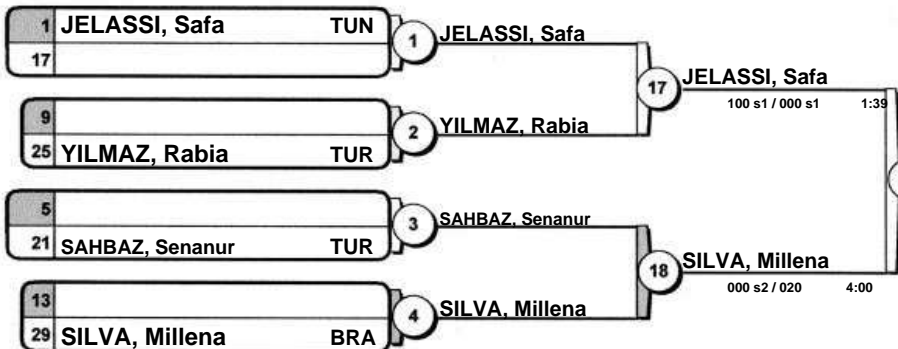 1 JELASSI, Safa TUN
17
1 JELASSI, Safa
17 JELASSI, Safa
100 s1 / 000 s1 1:39
9
25 YILMAZ, Rabia TUR
2 YILMAZ, Rabia
5
21 SAHBAZ, Senanur TUR
3 SAHBAZ, Senanur
18 SILVA, Millena
000 s2 / 020 4:00
13
29 SILVA, Millena BRA
4 SILVA, Millena